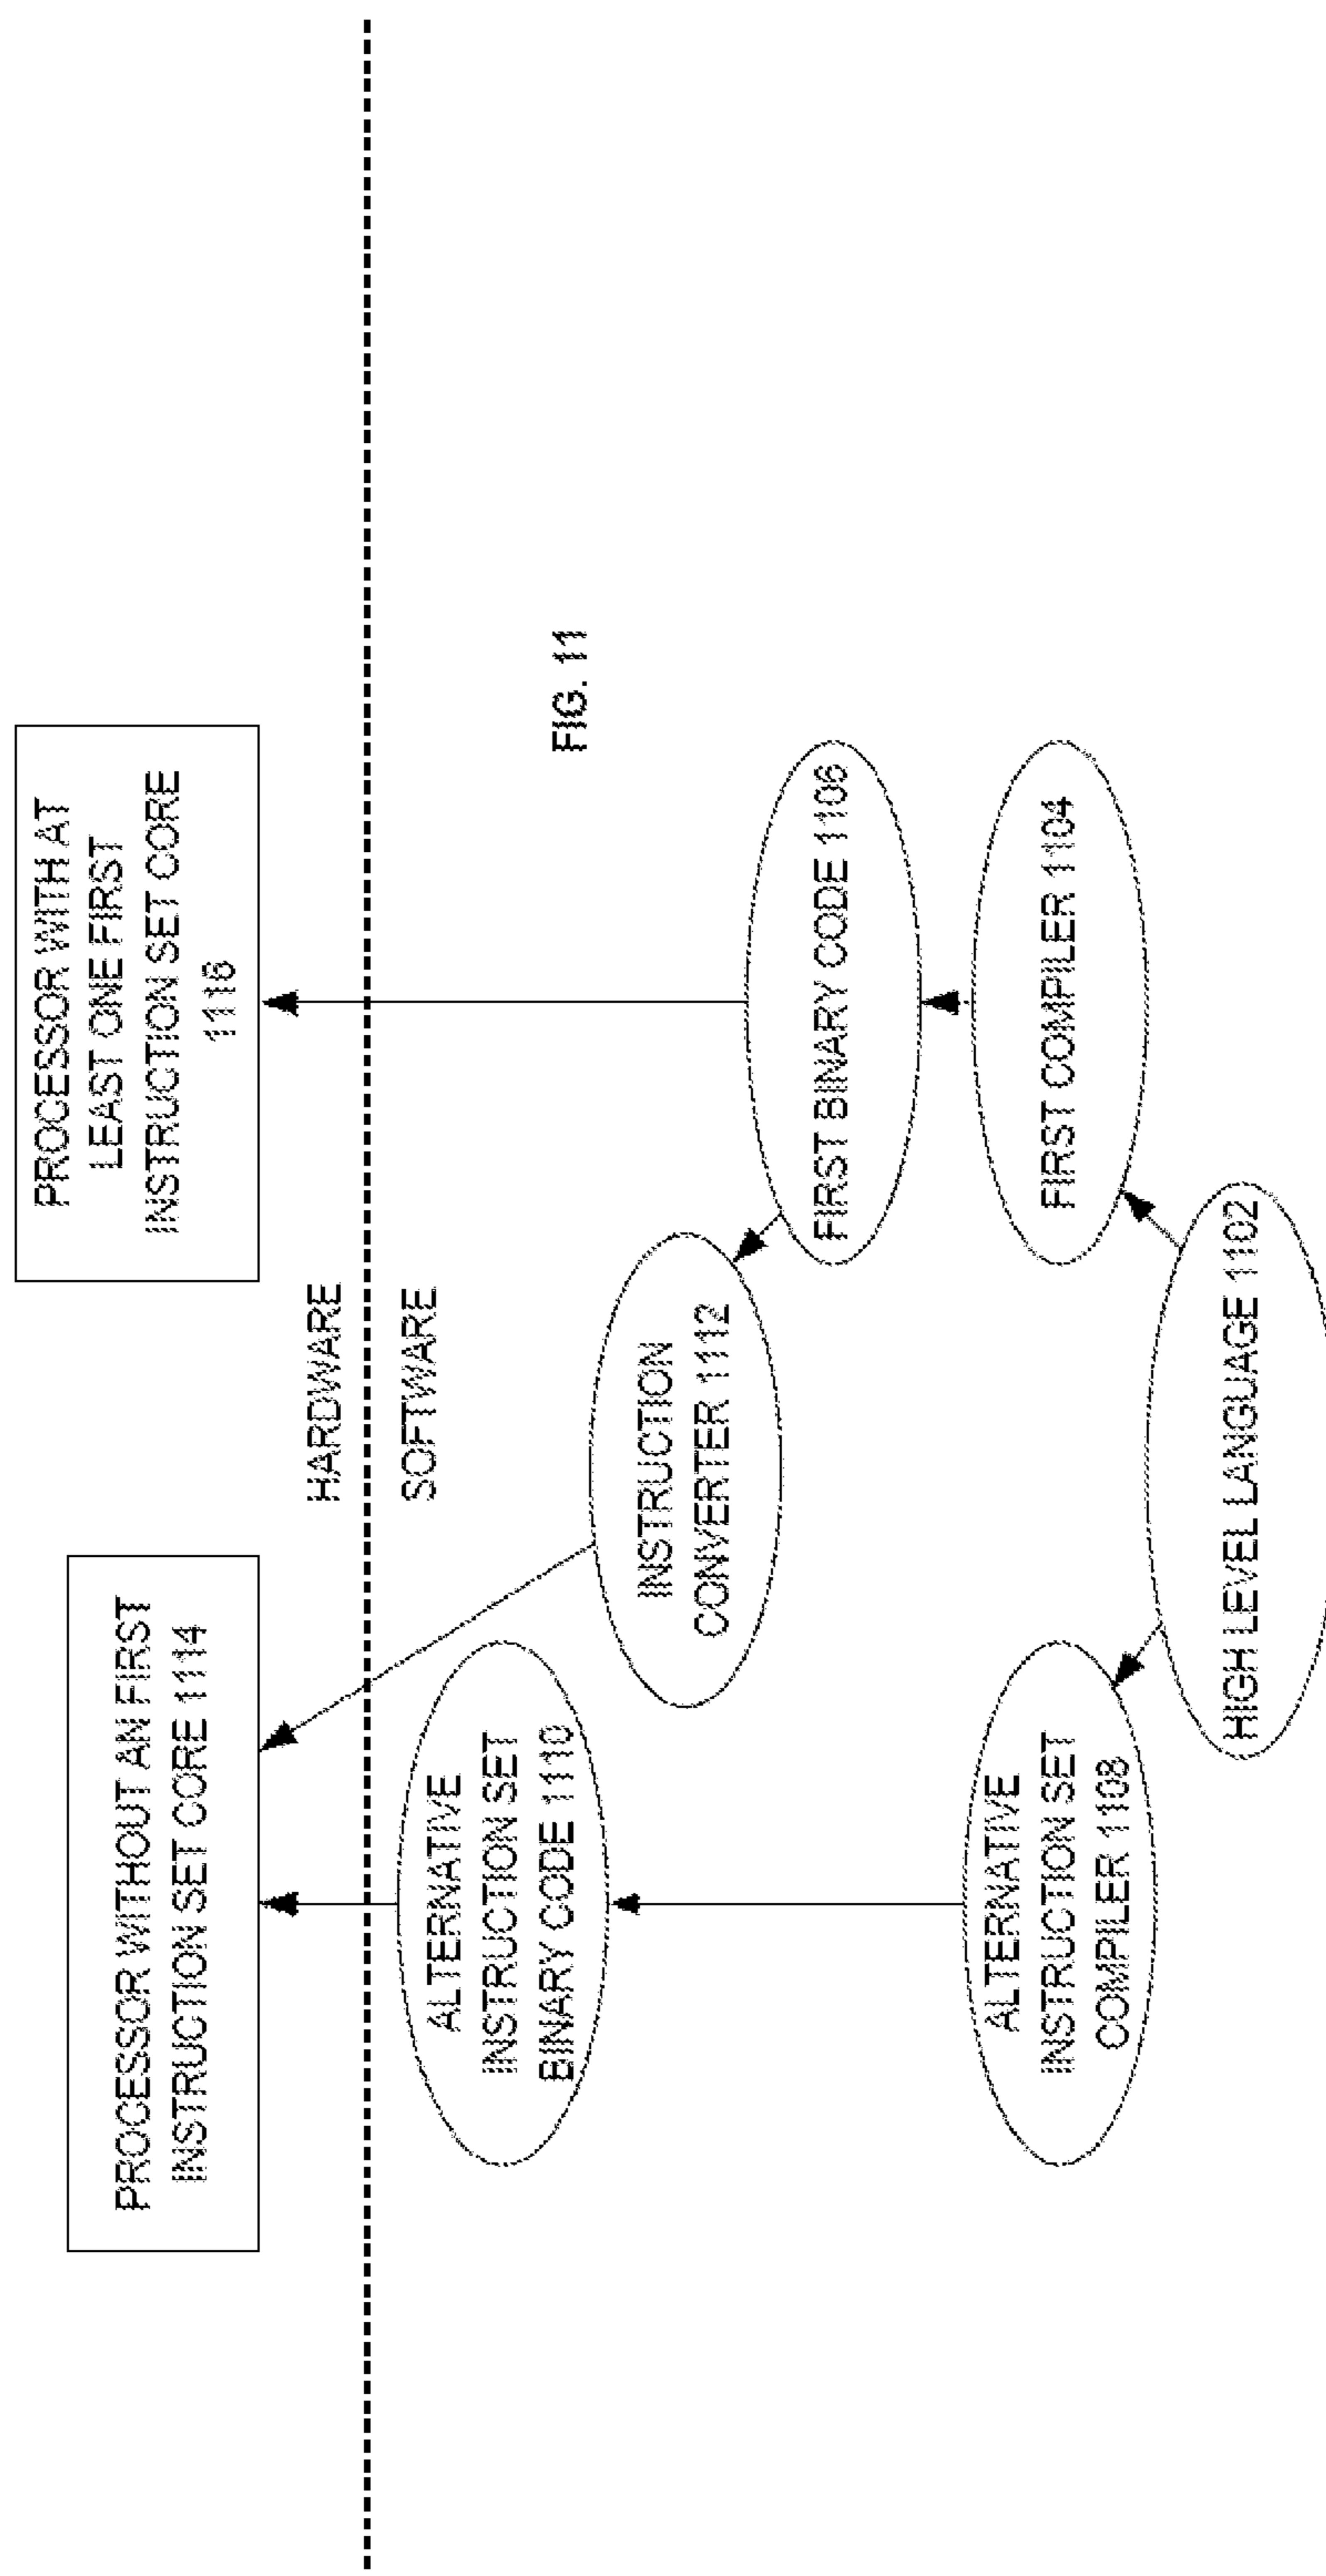 PROCESSOR WITHOUT AN FIRST
INSTRUCTION SET CORE 1114
PROCESSOR WITH AT
LEAST ONE FIRST
INSTRUCTION SET CORE
1116
HARDWARE
SOFTWARE
ALTERNATIVE
INSTRUCTION SET
BINARY CODE 1110
FIG. 11
INSTRUCTION
CONVERTER 1112
FIRST BINARY CODE 1106
ALTERNATIVE
INSTRUCTION SET
COMPILER 1108
FIRST COMPILER 1104
HIGH LEVEL LANGUAGE 1102